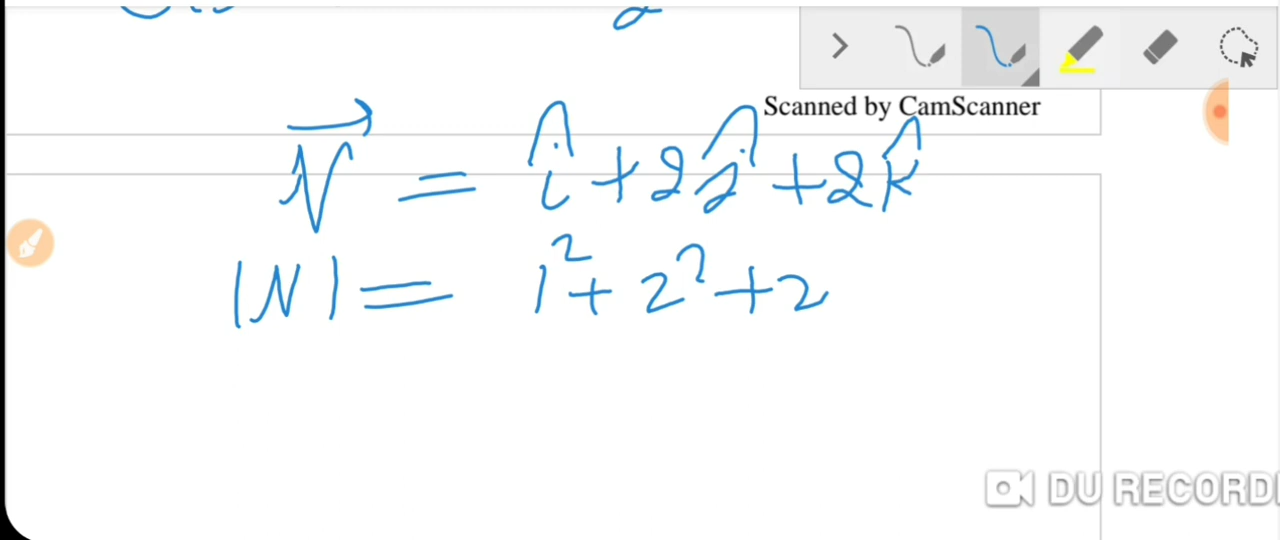 Scanned by CamScanner
N⃗ = î + 2ĵ + 2k̂
|N| = 1² + 2² + 2
DU RECORD